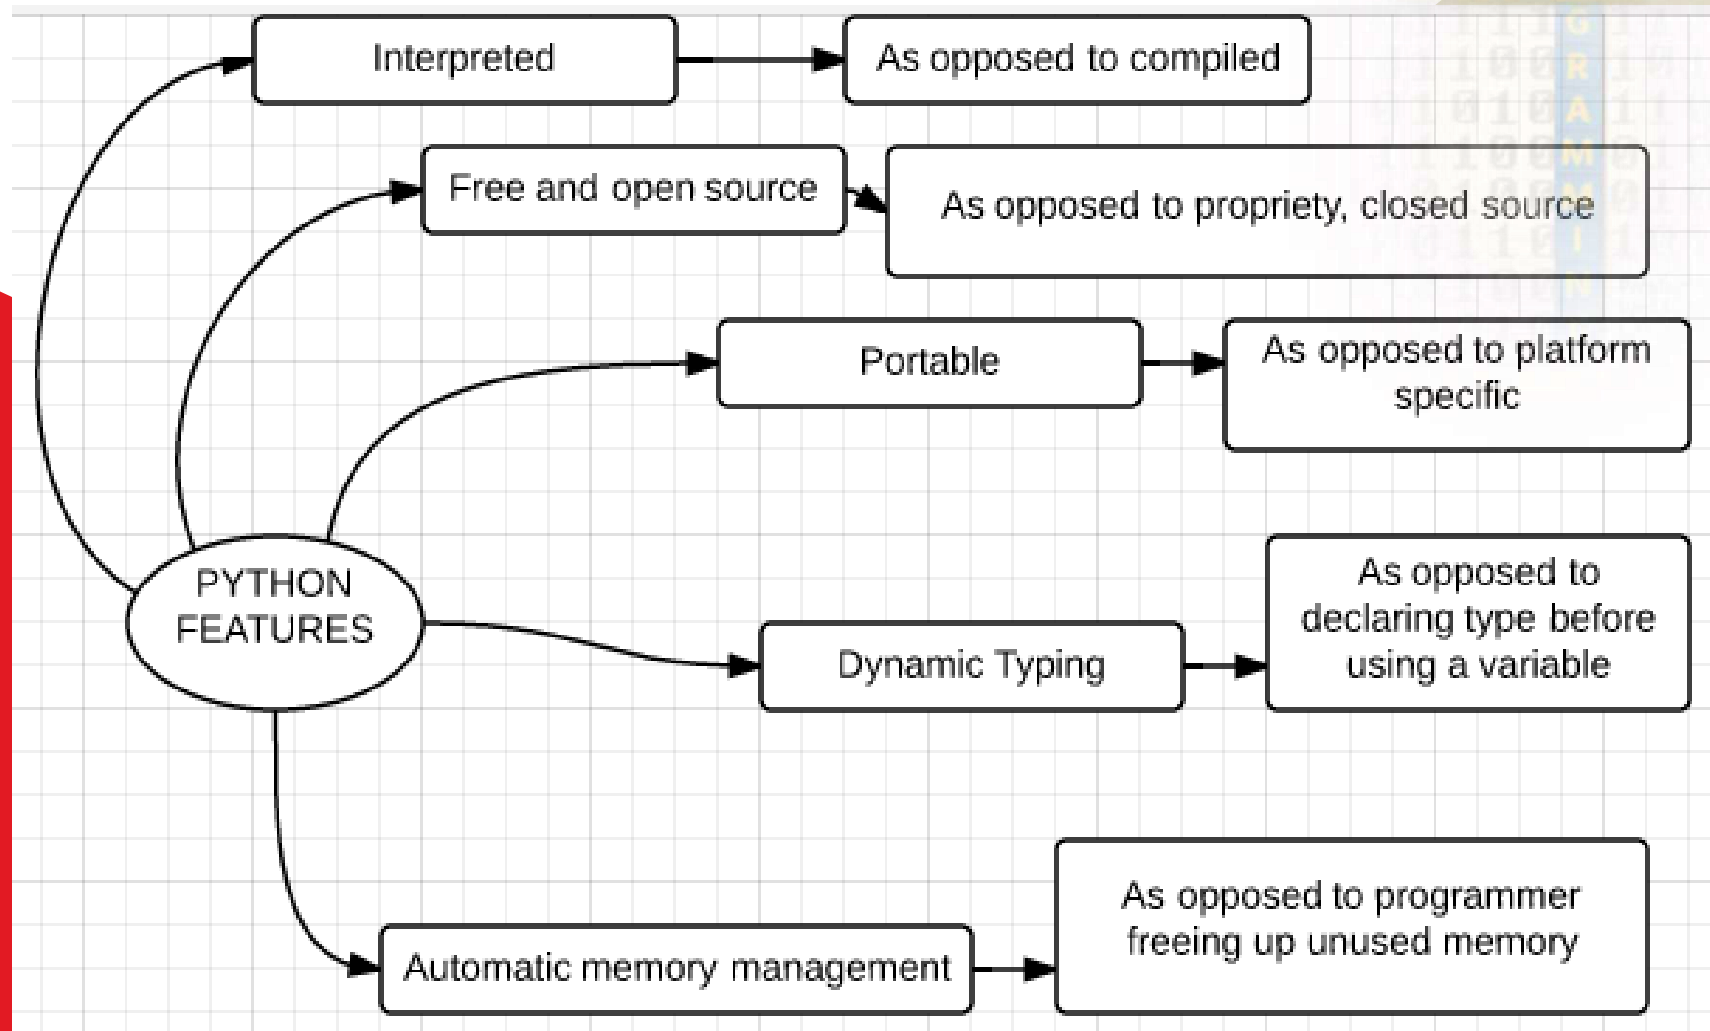 Interpreted
As opposed to compiled
Free and open source
As opposed to propriety, closed source
Portable
As opposed to platform
specific
PYTHON
FEATURES
Dynamic Typing
As opposed to
declaring type before
using a variable
Automatic memory management
As opposed to programmer
freeing up unused memory
G
R
A
M
M
I
N